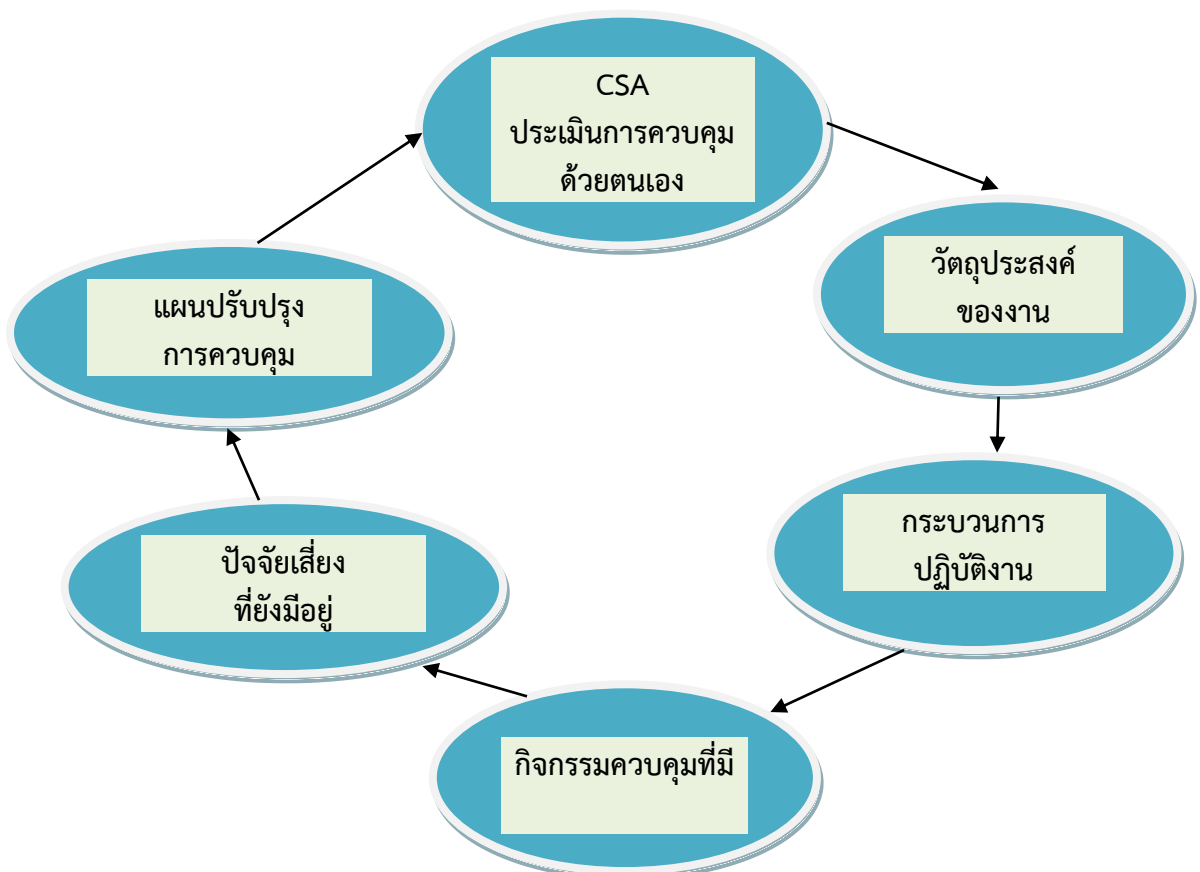 CSA
ประเมินการควบคุม
ด้วยตนเอง
วัตถุประสงค์
ของงาน
กระบวนการ
ปฏิบัติงาน
กิจกรรมควบคุมที่มี
ปัจจัยเสี่ยง
ที่ยังมีอยู่
แผนปรับปรุง
การควบคุม